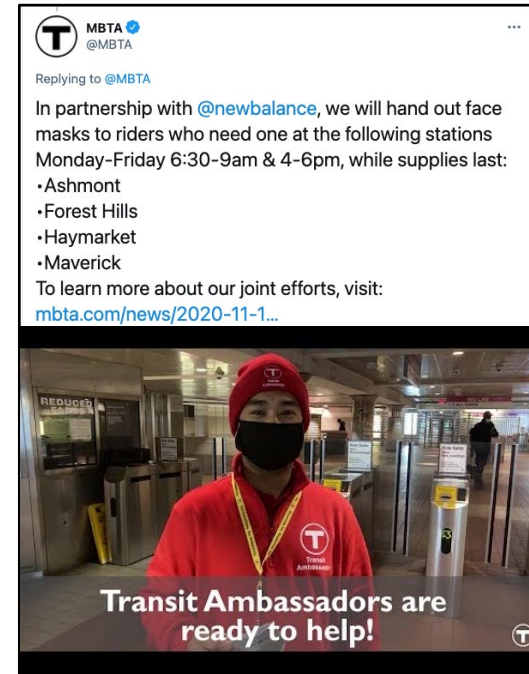 MBTA
@MBTA
Replying to @MBTA
In partnership with @newbalance, we will hand out face
masks to riders who need one at the following stations
Monday-Friday 6:30-9am & 4-6pm, while supplies last:
•Ashmont
•Forest Hills
•Haymarket
•Maverick
To learn more about our joint efforts, visit:
mbta.com/news/2020-11-1...
REDUCED
T
T
Transit
Ambassador
Transit Ambassadors are
ready to help!
T